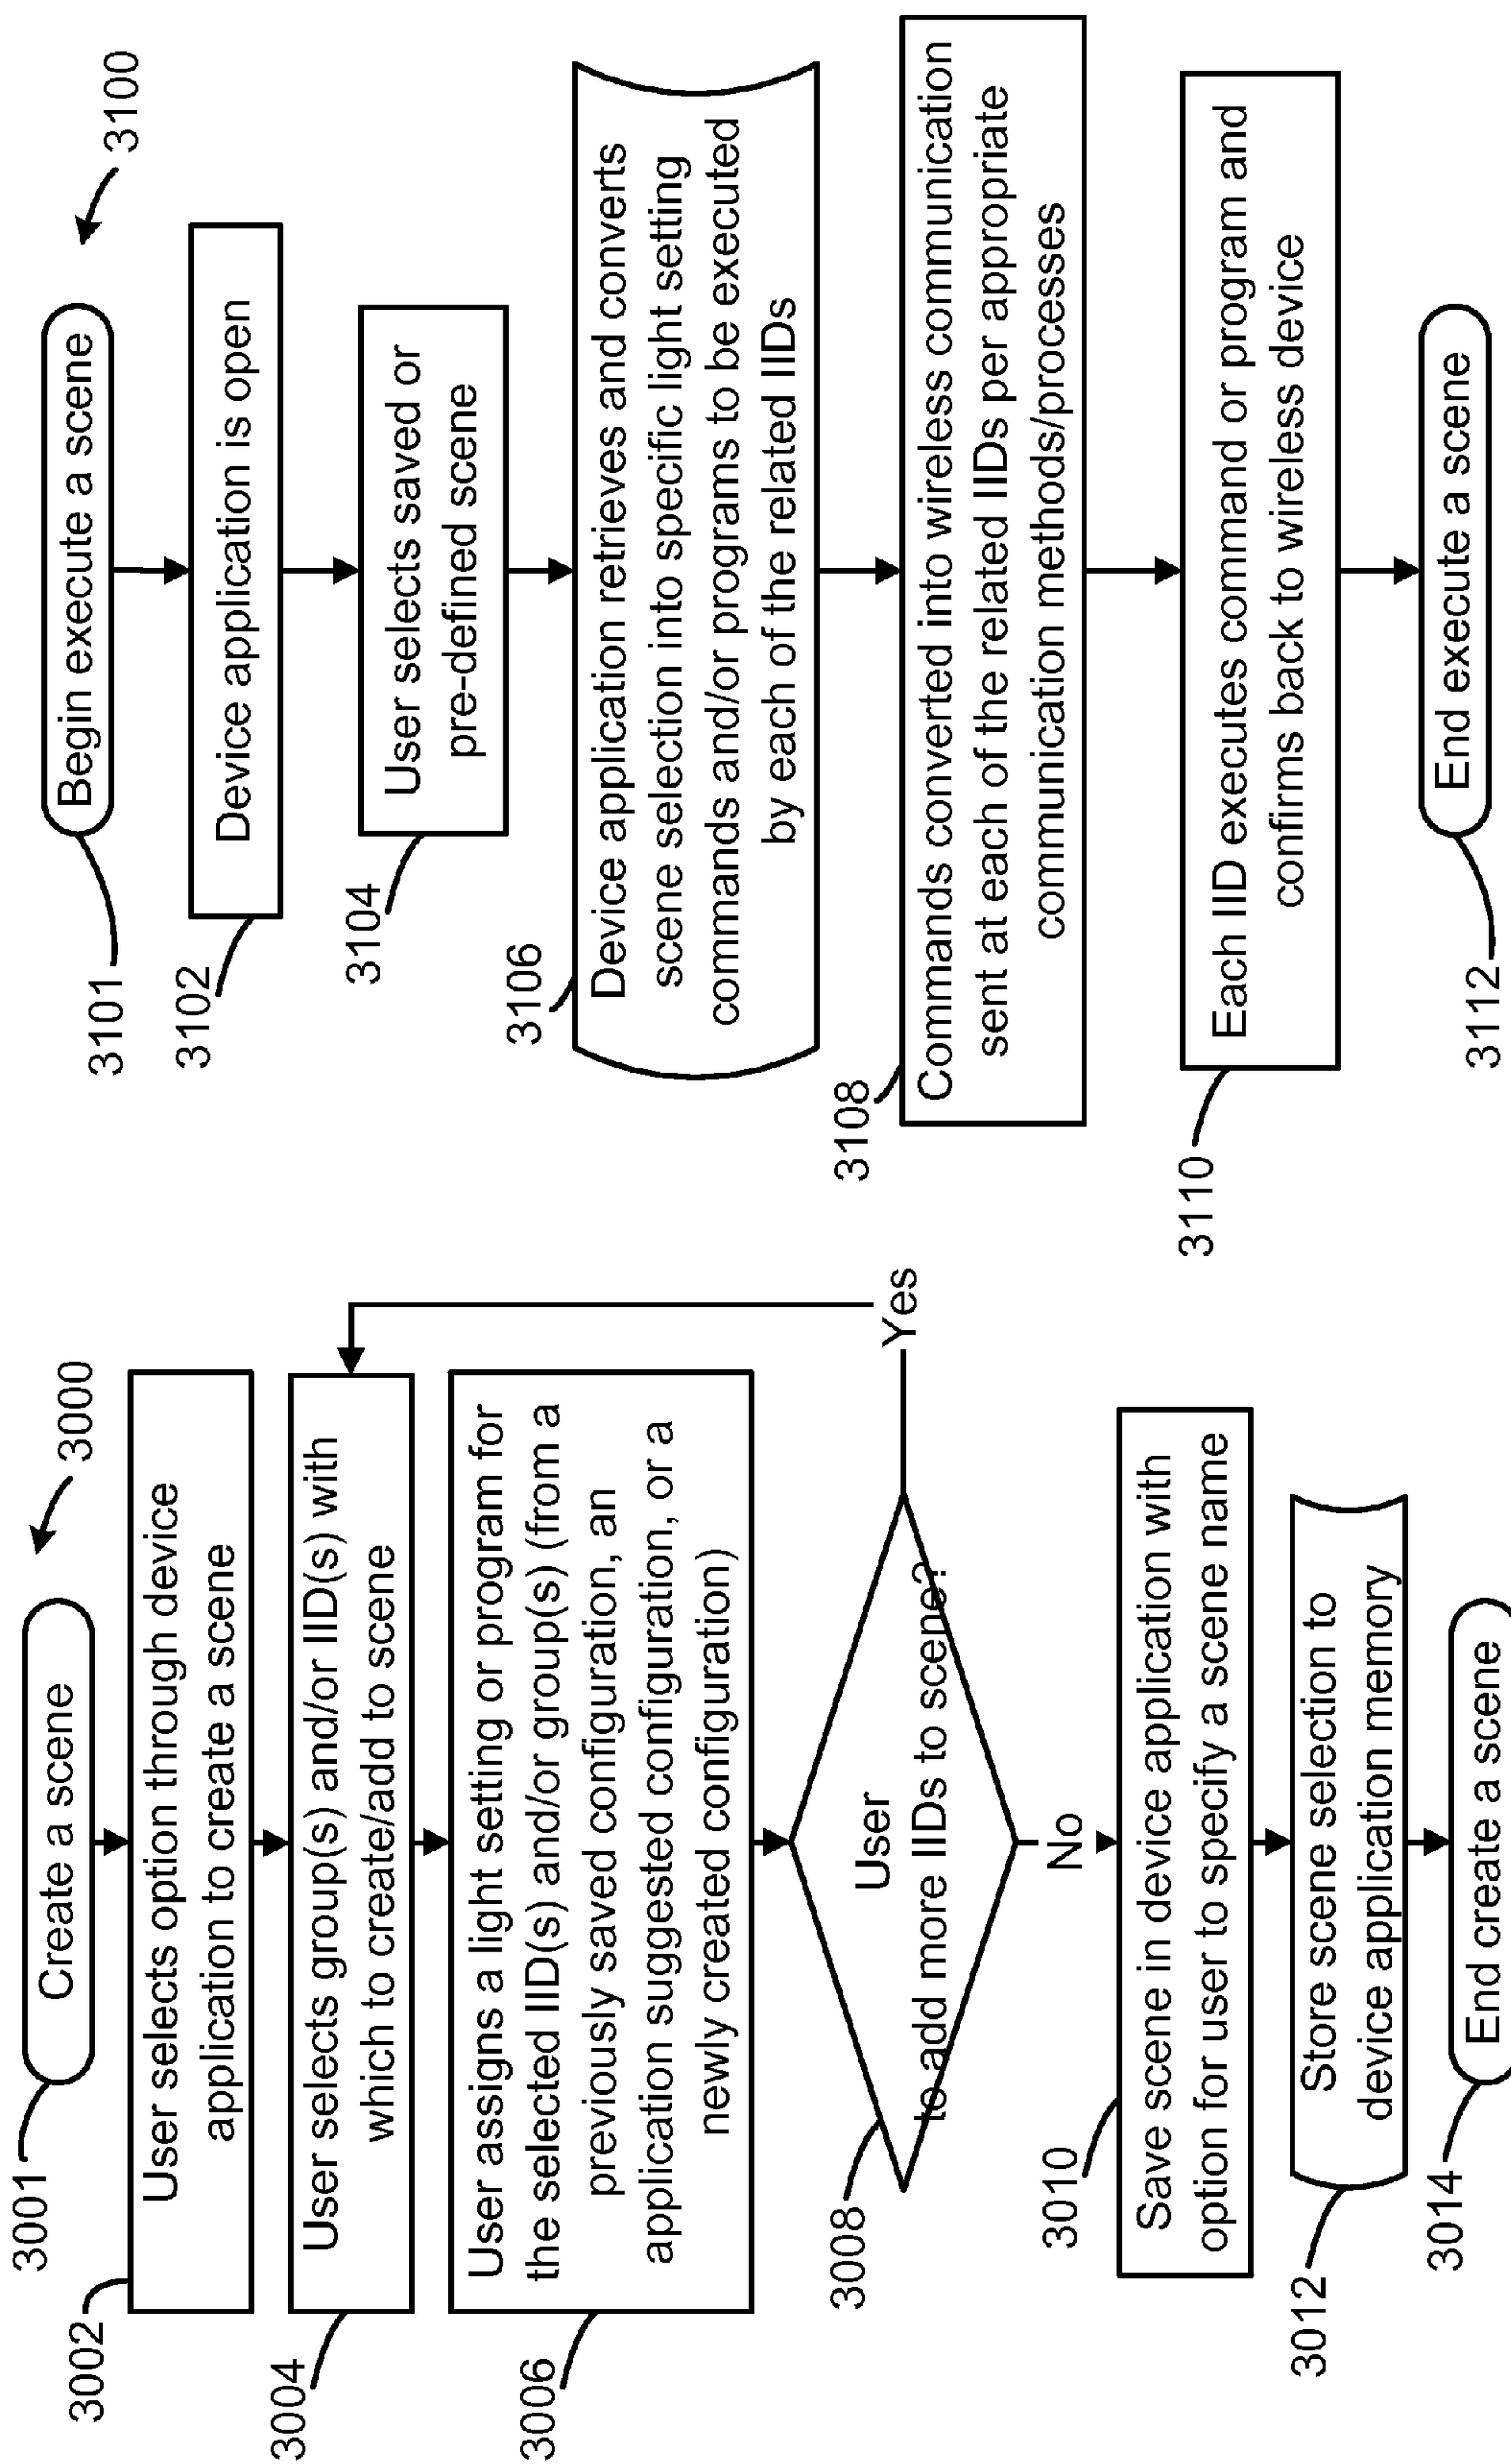 3000
3001
Create a scene
3002
User selects option through device
application to create a scene
3004
User selects group(s) and/or IID(s) with
which to create/add to scene
3006
User assigns a light setting or program for
the selected IID(s) and/or group(s) (from a
previously saved configuration, an
application suggested configuration, or a
newly created configuration)
3008
User
to add more IIDs to scene?
Yes
No
3010
Save scene in device application with
option for user to specify a scene name
3012
Store scene selection to
device application memory
3014
End create a scene
3100
3101
Begin execute a scene
3102
Device application is open
3104
User selects saved or
pre-defined scene
3106
Device application retrieves and converts
scene selection into specific light setting
commands and/or programs to be executed
by each of the related IIDs
3108
Commands converted into wireless communication
sent at each of the related IIDs per appropriate
communication methods/processes
3110
Each IID executes command or program and
confirms back to wireless device
3112
End execute a scene